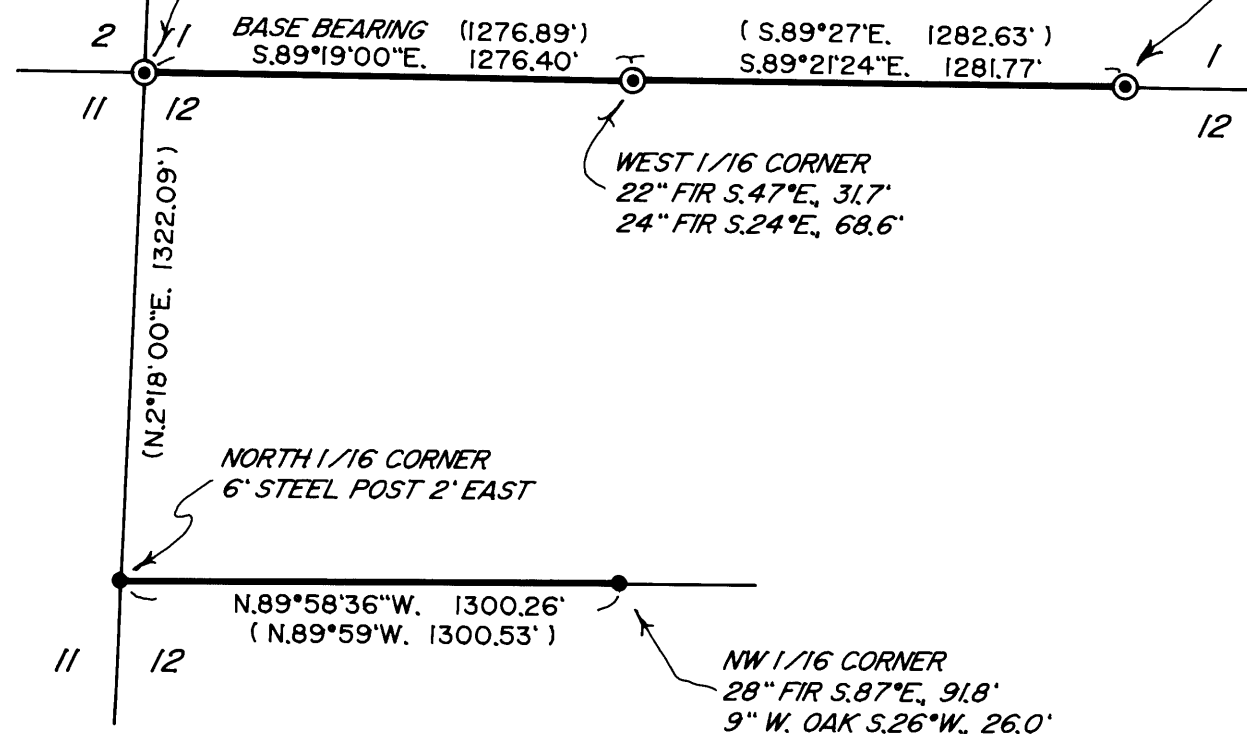 2
1
BASE BEARING (1276.89')
S.89°19'00"E. 1276.40'
( S.89°27'E. 1282.63' )
S.89°21'24"E. 1281.77'
1
11
12
12
WEST 1/16 CORNER
22" FIR S.47°E., 31.7'
24" FIR S.24°E., 68.6'
(N.2°18'00"E. 1322.09')
NORTH 1/16 CORNER
6' STEEL POST 2' EAST
N.89°58'36"W. 1300.26'
( N.89°59'W. 1300.53' )
11
12
NW 1/16 CORNER
28" FIR S.87°E., 91.8'
9" W. OAK S.26°W., 26.0'